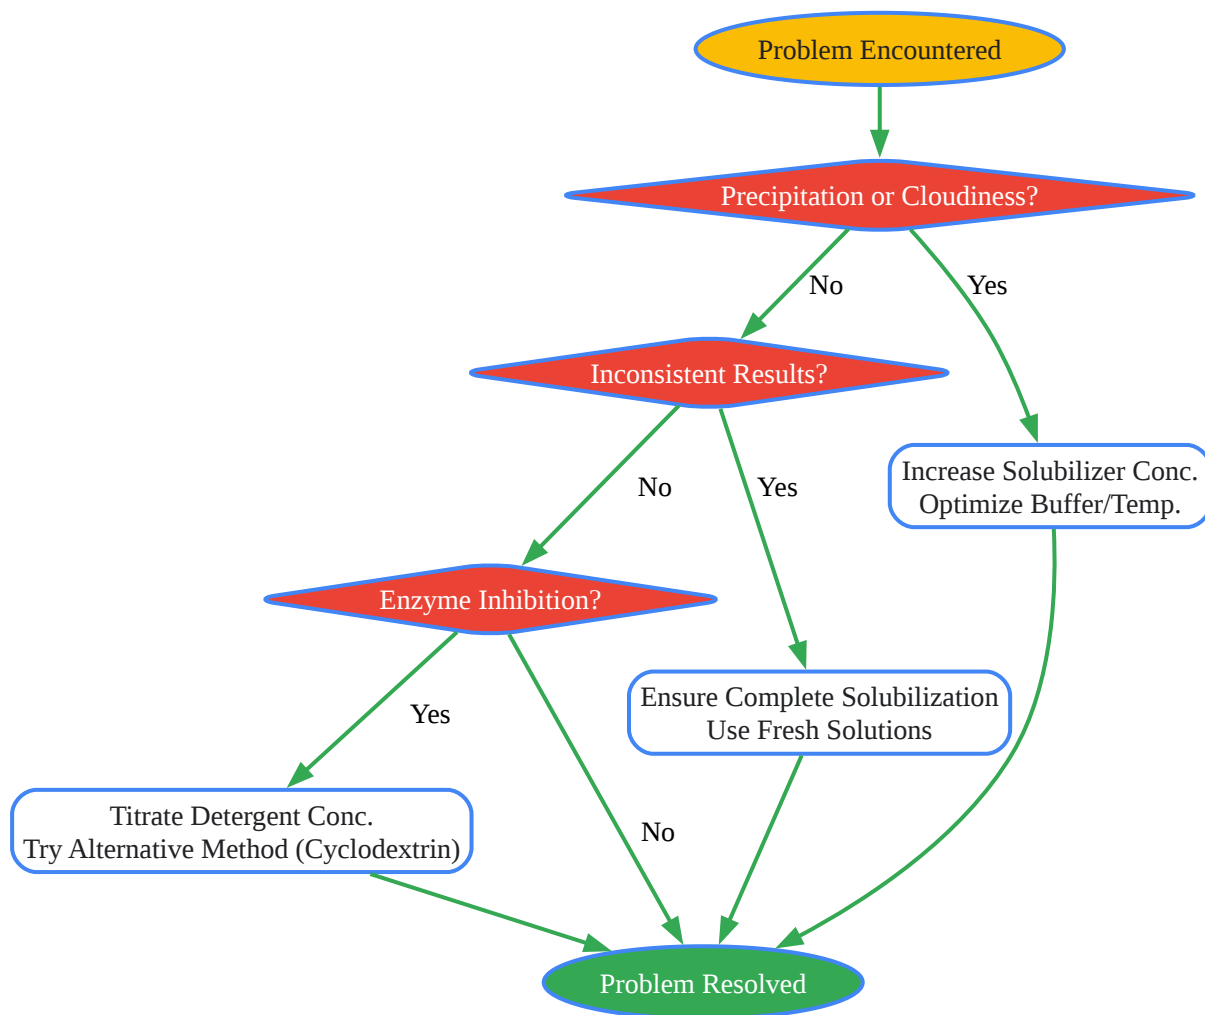 Problem Encountered
Precipitation or Cloudiness?
No
Yes
Inconsistent Results?
No
Yes
Increase Solubilizer Conc.
Optimize Buffer/Temp.
Enzyme Inhibition?
Yes
No
Ensure Complete Solubilization
Use Fresh Solutions
Titrate Detergent Conc.
Try Alternative Method (Cyclodextrin)
Problem Resolved